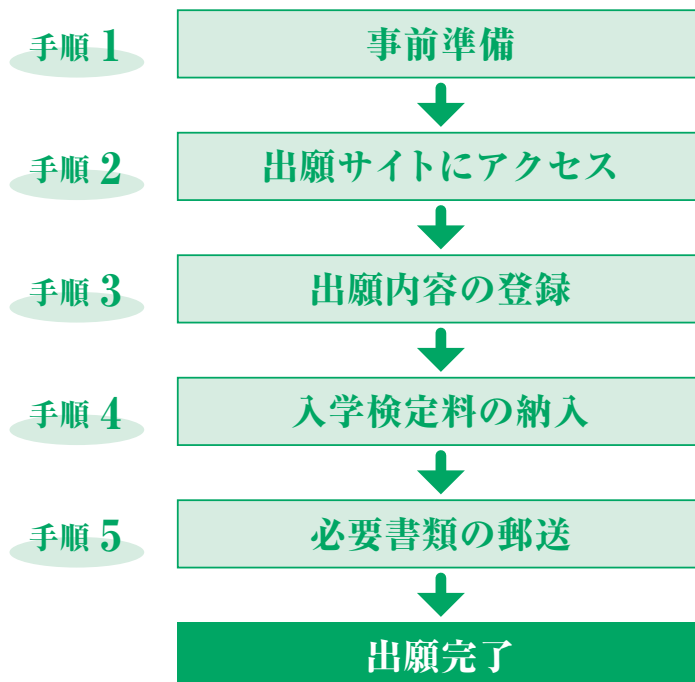 手順 1
事前準備
手順 2
出願サイトにアクセス
手順 3
出願内容の登録
手順 4
入学検定料の納入
手順 5
必要書類の郵送
出願完了